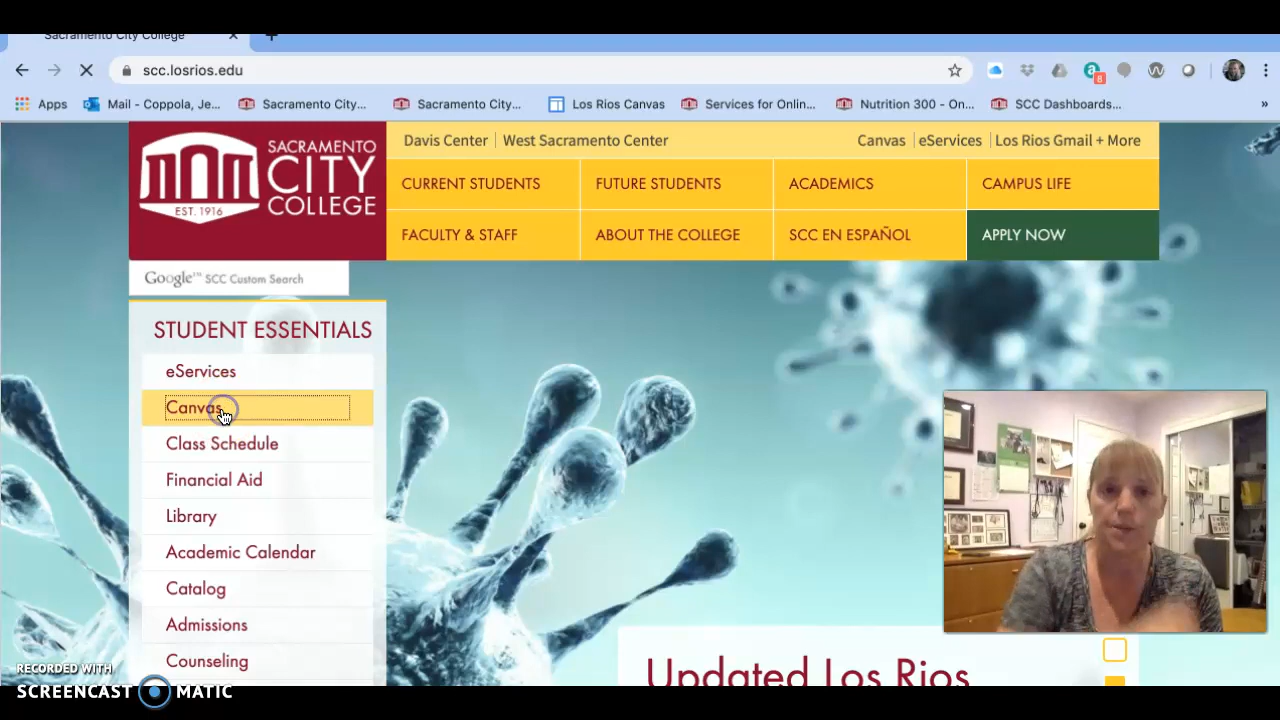 Sacramento City College
scc.losrios.edu
8
Apps
Mail - Coppola, Je...
Sacramento City...
Sacramento City...
Los Rios Canvas
Services for Onlin...
Nutrition 300 - On...
SCC Dashboards...
»
SACRAMENTO
CITY
COLLEGE
EST. 1916
Davis Center
West Sacramento Center
Canvas
eServices
Los Rios Gmail + More
CURRENT STUDENTS
FUTURE STUDENTS
ACADEMICS
CAMPUS LIFE
FACULTY & STAFF
ABOUT THE COLLEGE
SCC EN ESPAÑOL
APPLY NOW
Google™ SCC Custom Search
STUDENT ESSENTIALS
eServices
Canvas
Class Schedule
Financial Aid
Library
Academic Calendar
Catalog
Admissions
Counseling
Updated Los Rios
RECORDED WITH
SCREENCAST MATIC